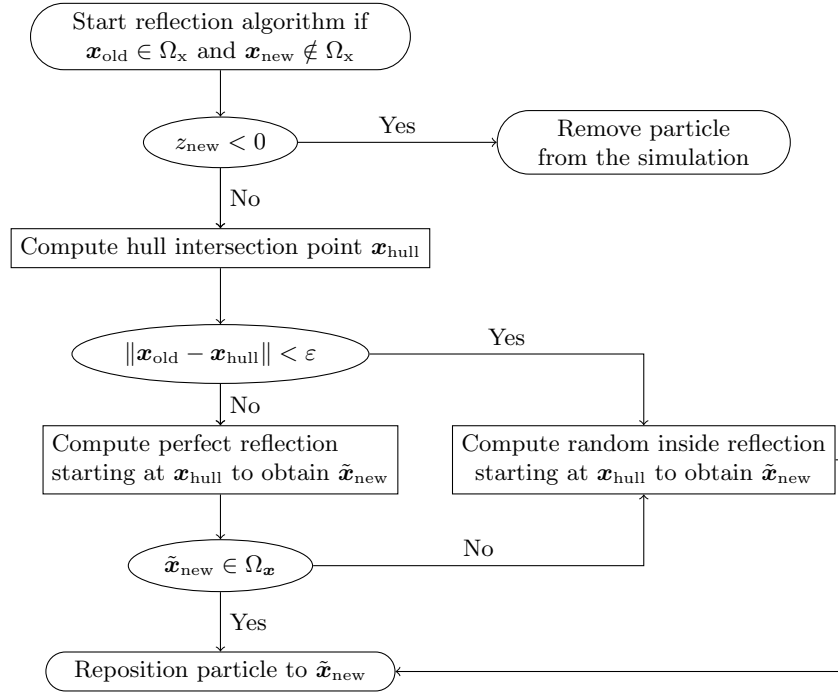 Start reflection algorithm if
𝒙old ∈ Ωx and 𝒙new ∉ Ωx
znew < 0
Yes
Remove particle
from the simulation
No
Compute hull intersection point 𝒙hull
‖𝒙old − 𝒙hull‖ < ε
Yes
No
Compute perfect reflection
starting at 𝒙hull to obtain 𝒙̃new
Compute random inside reflection
starting at 𝒙hull to obtain 𝒙̃new
𝒙̃new ∈ Ω𝒙
No
Yes
Reposition particle to 𝒙̃new